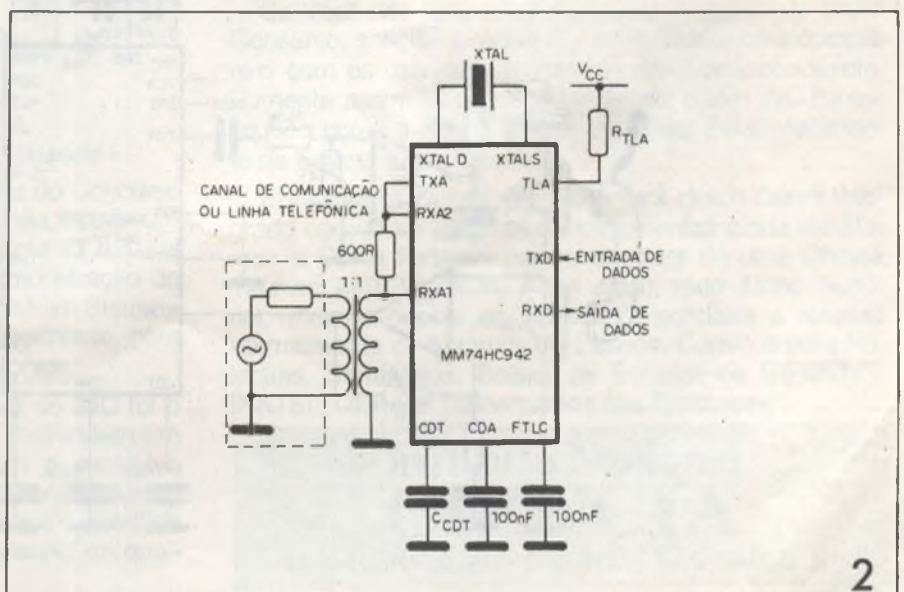 XTAL
VCC
RTLA
XTAL D
XTALS
TXA
TLA
CANAL DE COMUNICAÇÃO
OU LINHA TELEFÔNICA
RXA2
600R
TXD
ENTRADA DE
DADOS
1:1
RXA1
RXD
SAÍDA DE
DADOS
MM74HC942
CDT
CDA
FTLC
CCDT
100nF
100nF
2